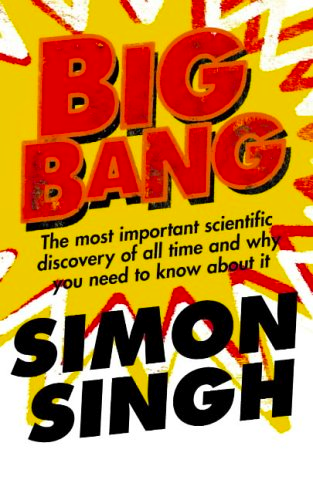 BIG
BANG
The most important scientific
discovery of all time and why
you need to know about it
SIMON
SINGH